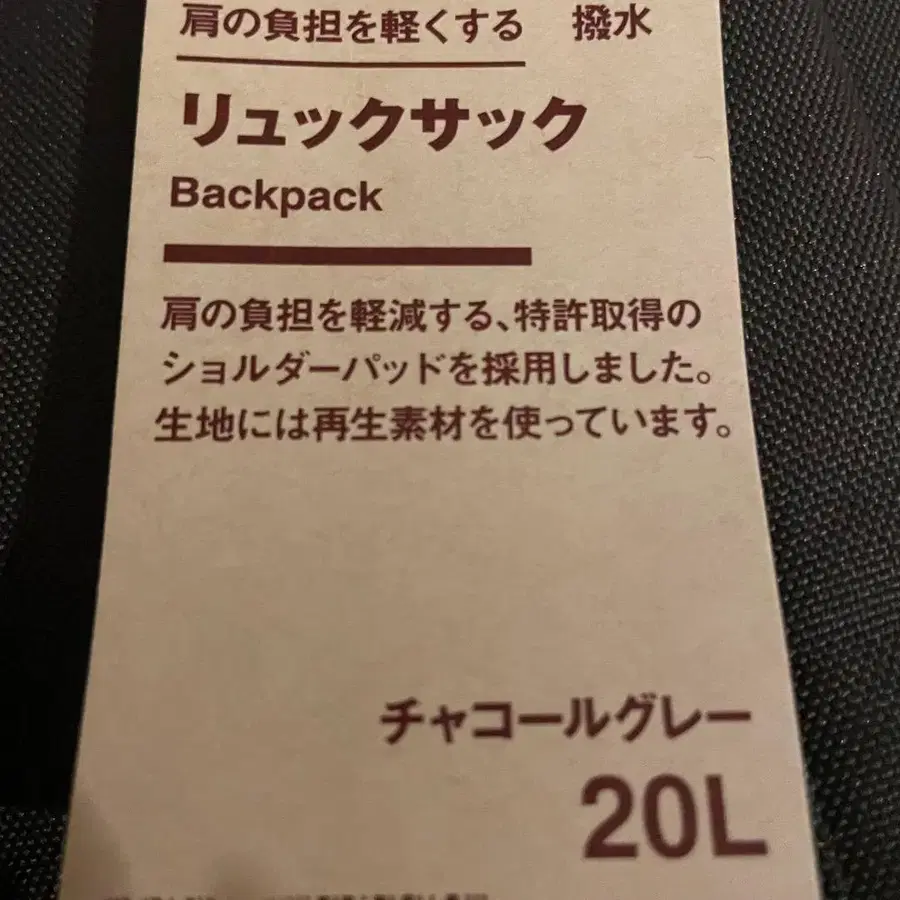 肩の負担を軽くする　撥水
リュックサック
Backpack
肩の負担を軽減する、特許取得の
ショルダーパッドを採用しました。
生地には再生素材を使っています。
チャコールグレー
20L